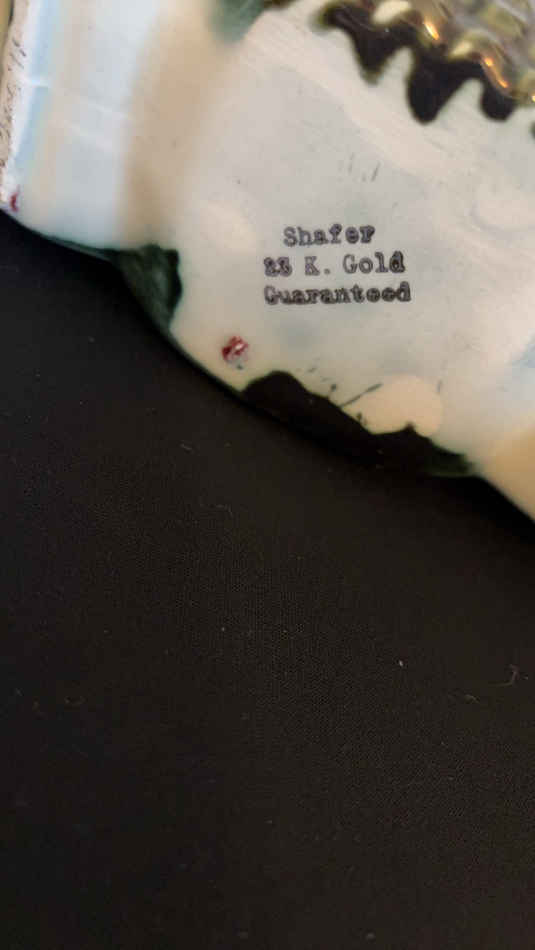 Shafer
23 K. Gold
Guaranteed